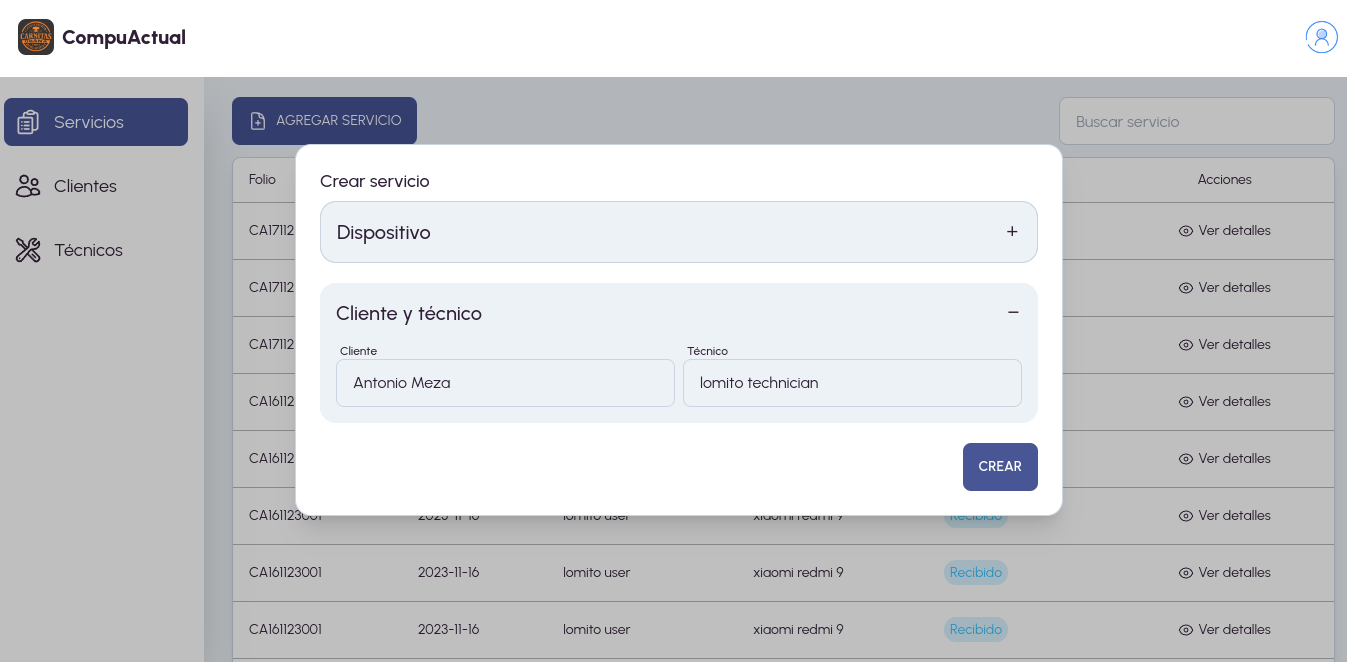 CARNITAS
CompuActual
Servicios
Clientes
Técnicos
AGREGAR SERVICIO
Buscar servicio
Folio Acciones
Crear servicio
Dispositivo +
Cliente y técnico −
Cliente Técnico
Antonio Meza lomito technician
CREAR
CA17112 Ver detalles
CA17112 Ver detalles
CA17112 Ver detalles
CA16112 Ver detalles
CA16112 Ver detalles
CA161123001 2023-11-16 lomito user xiaomi redmi 9 Recibido Ver detalles
CA161123001 2023-11-16 lomito user xiaomi redmi 9 Recibido Ver detalles
CA161123001 2023-11-16 lomito user xiaomi redmi 9 Recibido Ver detalles